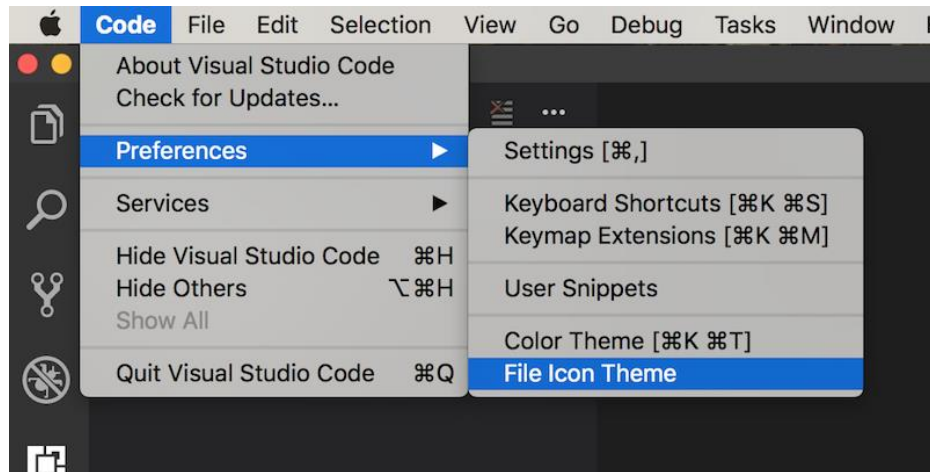 Code File Edit Selection View Go Debug Tasks Window
About Visual Studio Code
Check for Updates...
Preferences ▶
Services ▶
Hide Visual Studio Code ⌘H
Hide Others ⌥⌘H
Show All
Quit Visual Studio Code ⌘Q
Settings [⌘,]
Keyboard Shortcuts [⌘K ⌘S]
Keymap Extensions [⌘K ⌘M]
User Snippets
Color Theme [⌘K ⌘T]
File Icon Theme